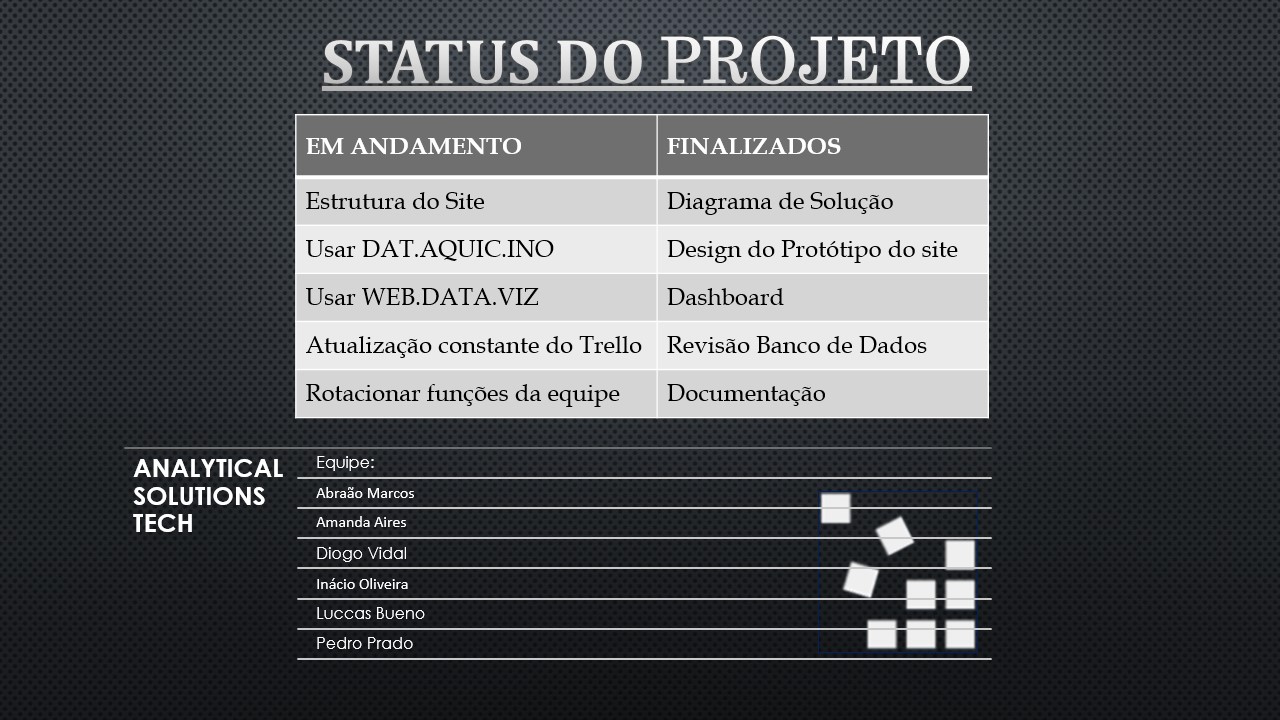 STATUS DO PROJETO
EM ANDAMENTO FINALIZADOS
Estrutura do Site Diagrama de Solução
Usar DAT.AQUIC.INO Design do Protótipo do site
Usar WEB.DATA.VIZ Dashboard
Atualização constante do Trello Revisão Banco de Dados
Rotacionar funções da equipe Documentação
ANALYTICAL
SOLUTIONS
TECH
Equipe:
Abraão Marcos
Amanda Aires
Diogo Vidal
Inácio Oliveira
Luccas Bueno
Pedro Prado